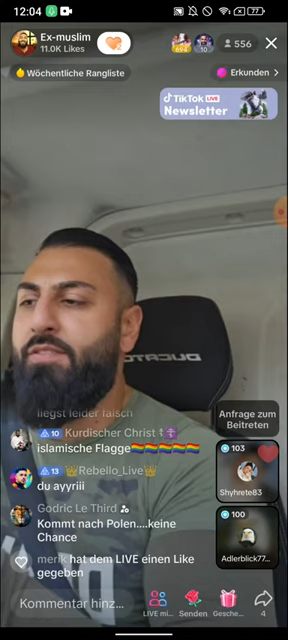 12:04
77
Ex-muslim
11.0K Likes
694
10
556
Wöchentliche Rangliste
Erkunden >
TikTok LIVE
Newsletter
liegst leider falsch
10 Kurdischer Christ
islamische Flagge🏳️‍🌈🏳️‍🌈🏳️‍🌈🏳️‍🌈🏳️‍🌈
13 👑Rebello_Live👑
du ayyriii
Godric Le Third
Kommt nach Polen....keine
Chance
merik hat dem LIVE einen Like
gegeben
Anfrage zum
Beitreten
103
Shyhrete83
100
Adlerblick77...
Kommentar hinz...
LIVE mi...
Senden
Gesche...
4